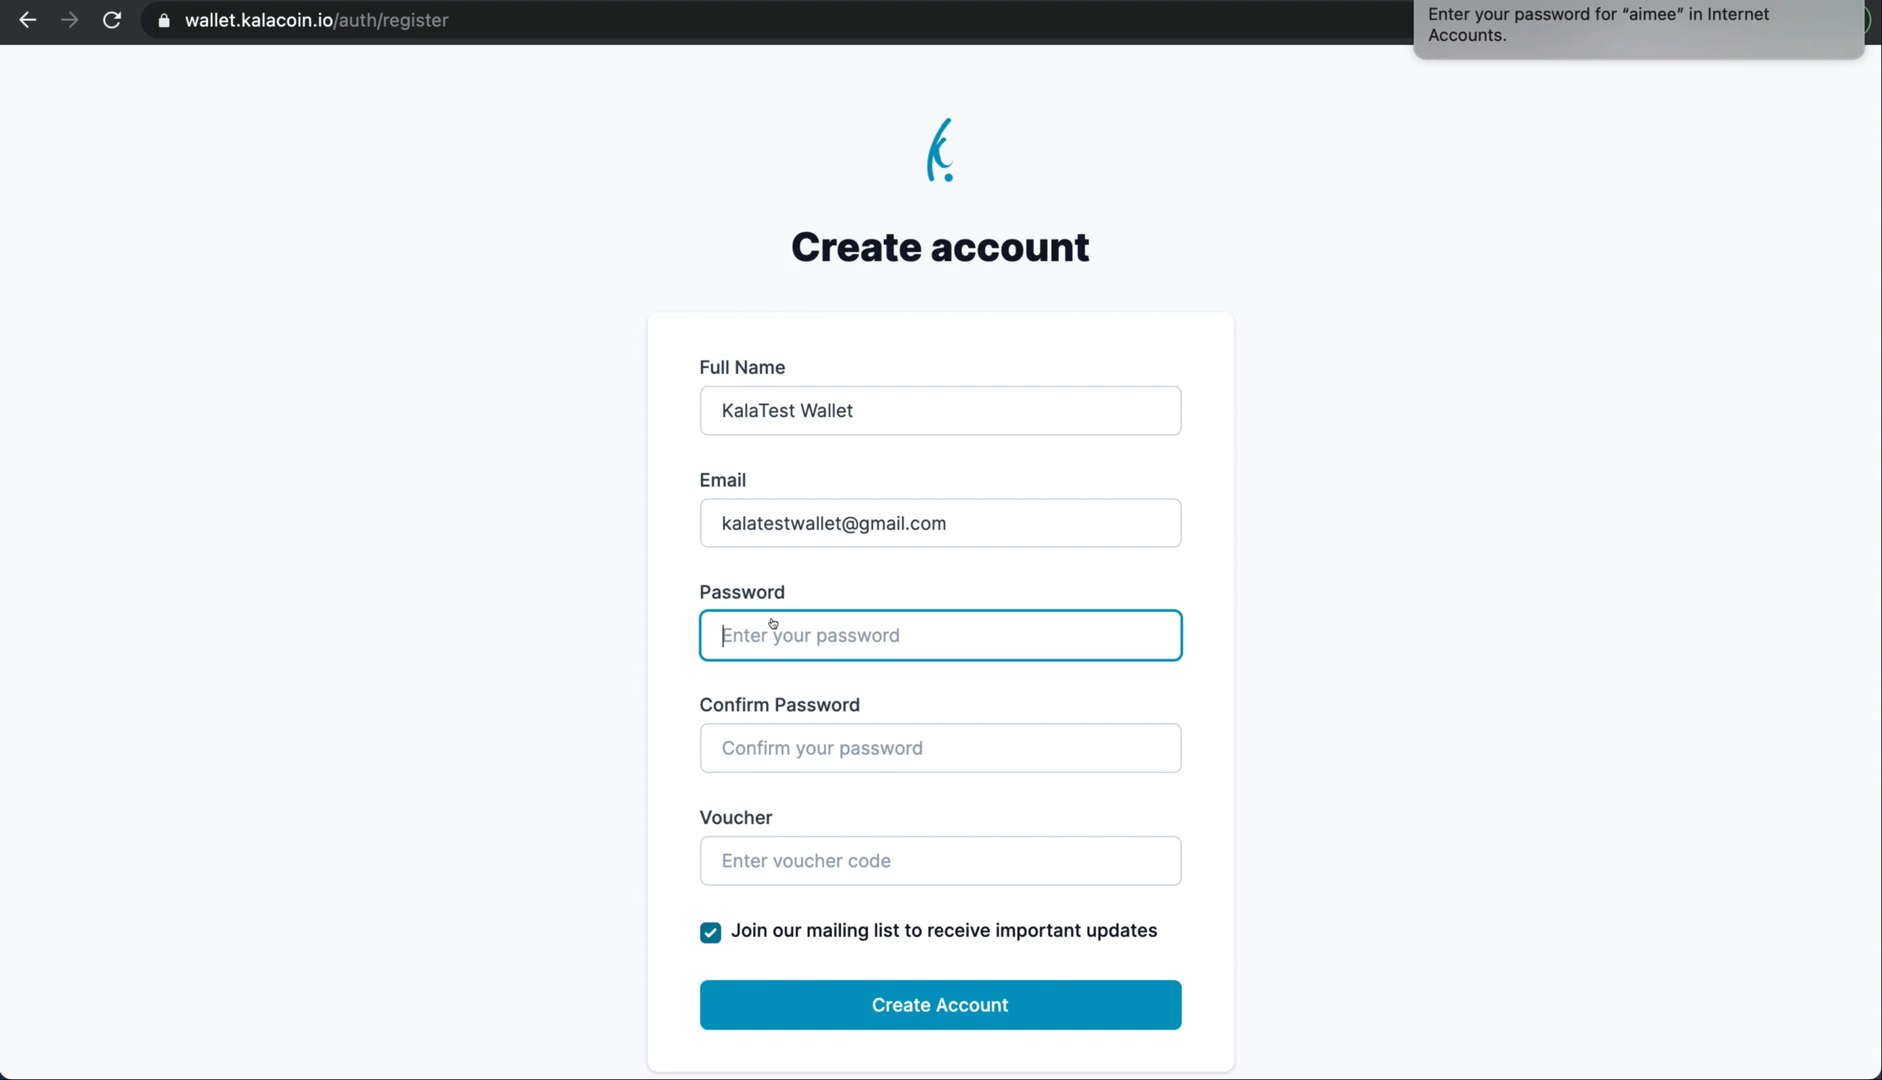 wallet.kalacoin.io/auth/register
Enter your password for “aimee” in Internet
Accounts.
Create account
Full Name
KalaTest Wallet
Email
kalatestwallet@gmail.com
Password
Enter your password
Confirm Password
Confirm your password
Voucher
Enter voucher code
Join our mailing list to receive important updates
Create Account